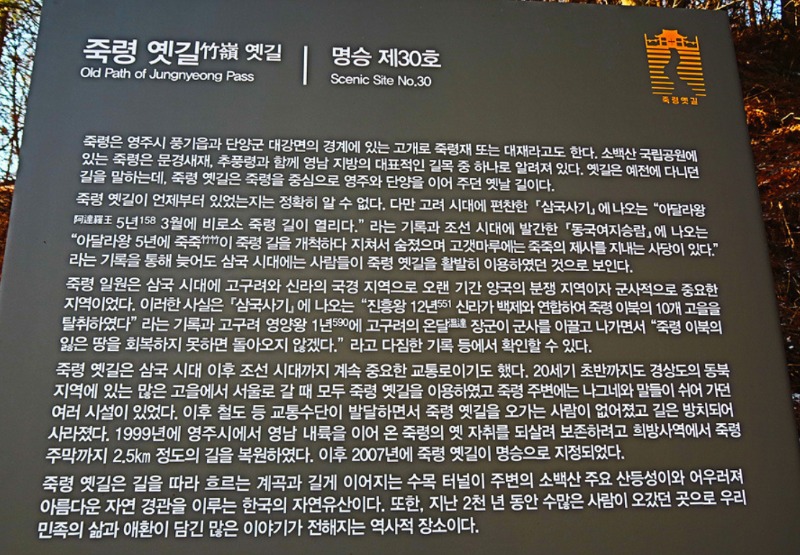 죽령 옛길竹嶺 옛길
Old Path of Jungnyeong Pass
명승 제30호
Scenic Site No.30
죽령옛길
죽령은 영주시 풍기읍과 단양군 대강면의 경계에 있는 고개로 죽령재 또는 대재라고도 한다. 소백산 국립공원에
있는 죽령은 문경새재, 추풍령과 함께 영남 지방의 대표적인 길목 중 하나로 알려져 있다. 옛길은 예전에 다니던
길을 말하는데, 죽령 옛길은 죽령을 중심으로 영주와 단양을 이어 주던 옛날 길이다.
죽령 옛길이 언제부터 있었는지는 정확히 알 수 없다. 다만 고려 시대에 편찬한 『삼국사기』에 나오는 “아달라왕
阿達羅王 5년158 3월에 비로소 죽령 길이 열리다.” 라는 기록과 조선 시대에 발간한 『동국여지승람』에 나오는
“아달라왕 5년에 죽죽竹竹이 죽령 길을 개척하다 지쳐서 숨졌으며 고갯마루에는 죽죽의 제사를 지내는 사당이 있다.”
라는 기록을 통해 늦어도 삼국 시대에는 사람들이 죽령 옛길을 활발히 이용하였던 것으로 보인다.
죽령 일원은 삼국 시대에 고구려와 신라의 국경 지역으로 오랜 기간 양국의 분쟁 지역이자 군사적으로 중요한
지역이었다. 이러한 사실은 『삼국사기』에 나오는 “진흥왕 12년551 신라가 백제와 연합하여 죽령 이북의 10개 고을을
탈취하였다” 라는 기록과 고구려 영양왕 1년590에 고구려의 온달溫達 장군이 군사를 이끌고 나가면서 “죽령 이북의
잃은 땅을 회복하지 못하면 돌아오지 않겠다.” 라고 다짐한 기록 등에서 확인할 수 있다.
죽령 옛길은 삼국 시대 이후 조선 시대까지 계속 중요한 교통로이기도 했다. 20세기 초반까지도 경상도의 동북
지역에 있는 많은 고을에서 서울로 갈 때 모두 죽령 옛길을 이용하였고 죽령 주변에는 나그네와 말들이 쉬어 가던
여러 시설이 있었다. 이후 철도 등 교통수단이 발달하면서 죽령 옛길을 오가는 사람이 없어졌고 길은 방치되어
사라졌다. 1999년에 영주시에서 영남 내륙을 이어 온 죽령의 옛 자취를 되살려 보존하려고 희방사역에서 죽령
주막까지 2.5km 정도의 길을 복원하였다. 이후 2007년에 죽령 옛길이 명승으로 지정되었다.
죽령 옛길은 길을 따라 흐르는 계곡과 길게 이어지는 수목 터널이 주변의 소백산 주요 산등성이와 어우러져
아름다운 자연 경관을 이루는 한국의 자연유산이다. 또한, 지난 2천 년 동안 수많은 사람이 오갔던 곳으로 우리
민족의 삶과 애환이 담긴 많은 이야기가 전해지는 역사적 장소이다.